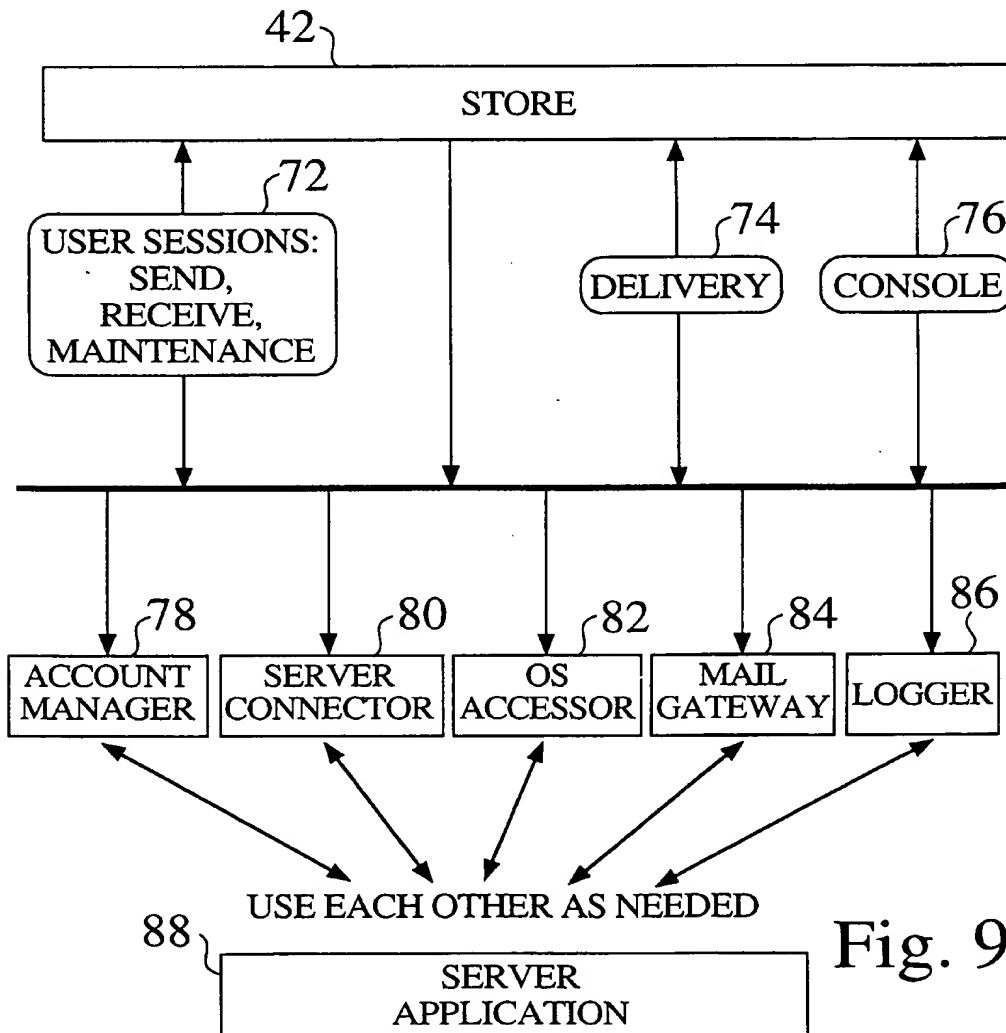 42
STORE
72
USER SESSIONS:
SEND,
RECEIVE,
MAINTENANCE
74
DELIVERY
76
CONSOLE
78
ACCOUNT
MANAGER
80
SERVER
CONNECTOR
82
OS
ACCESSOR
84
MAIL
GATEWAY
86
LOGGER
USE EACH OTHER AS NEEDED
88
SERVER
APPLICATION
Fig. 9